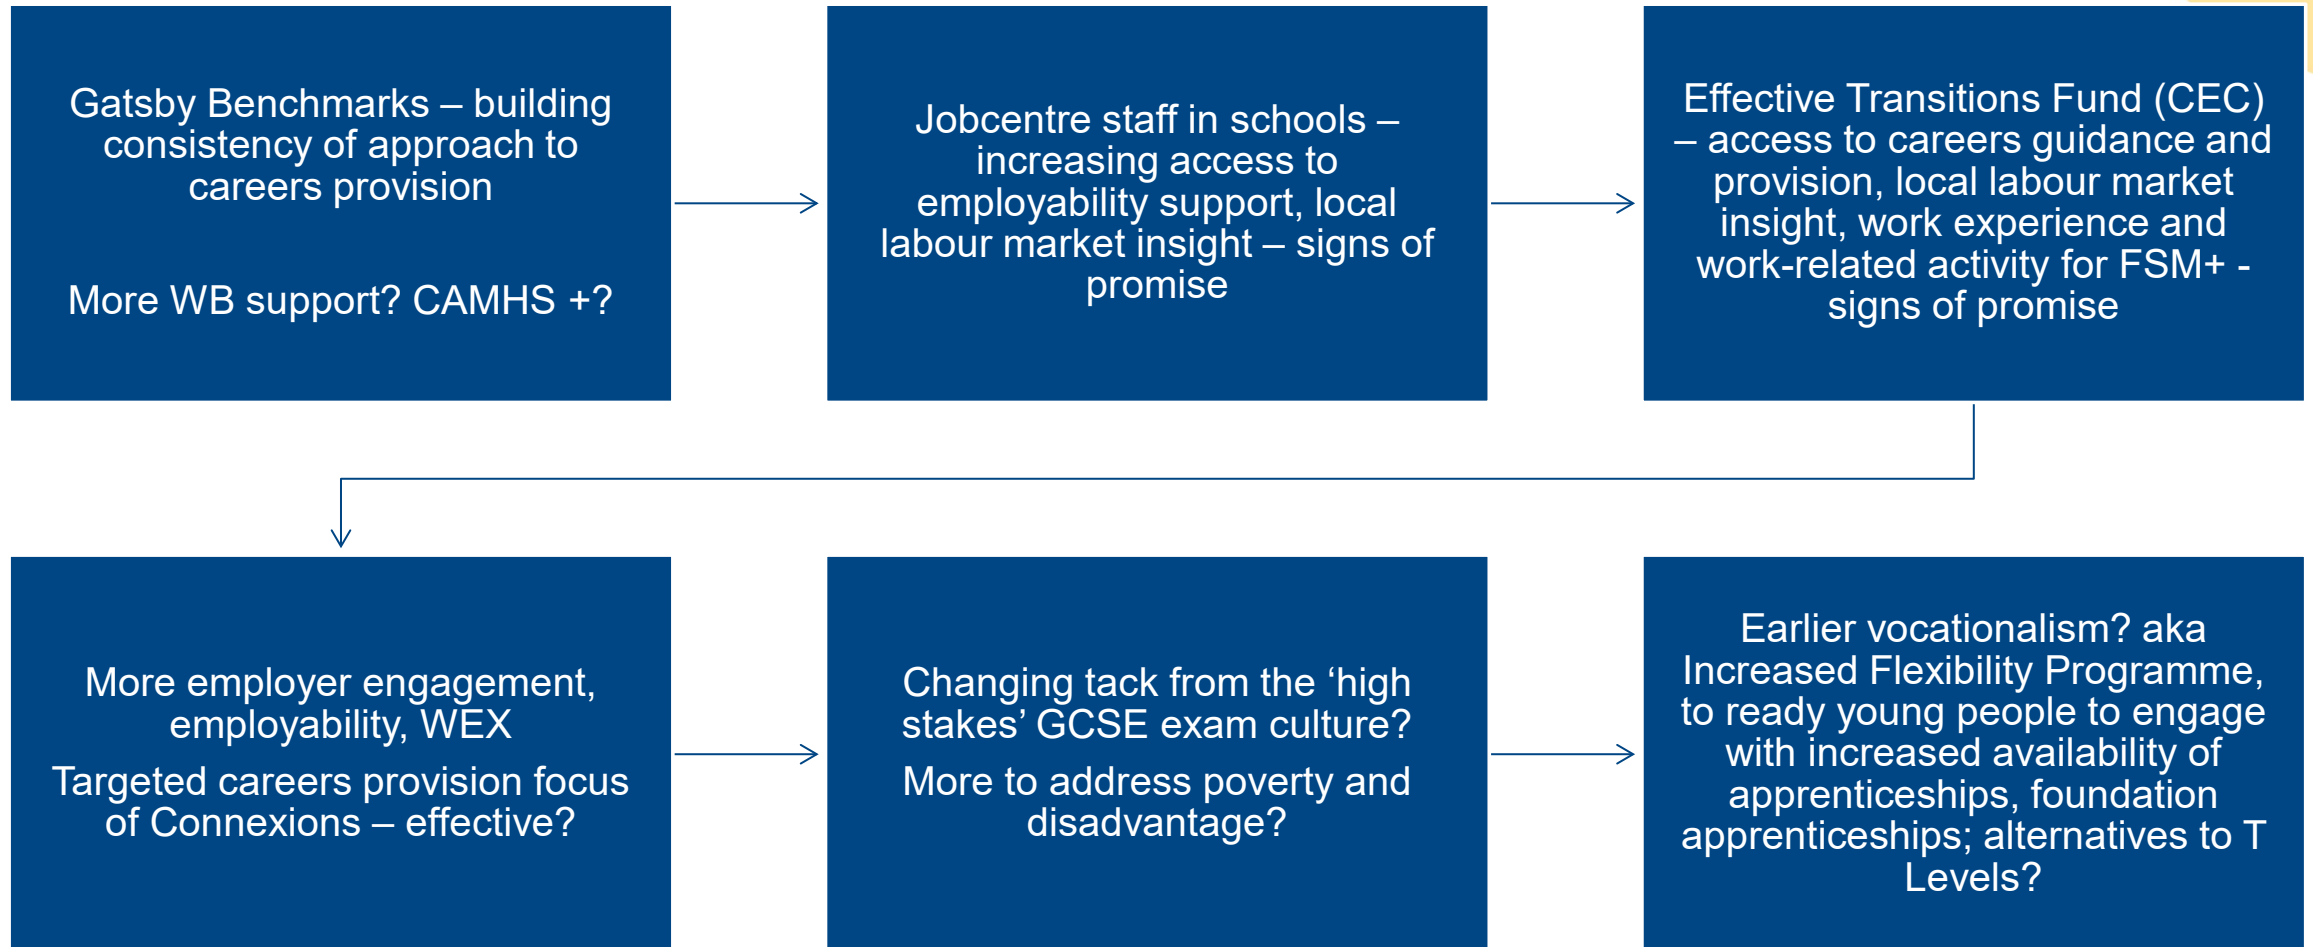 Gatsby Benchmarks – building
consistency of approach to
careers provision
More WB support? CAMHS +?
Jobcentre staff in schools –
increasing access to
employability support, local
labour market insight – signs of
promise
Effective Transitions Fund (CEC)
– access to careers guidance and
provision, local labour market
insight, work experience and
work-related activity for FSM+ -
signs of promise
More employer engagement,
employability, WEX
Targeted careers provision focus
of Connexions – effective?
Changing tack from the ‘high
stakes’ GCSE exam culture?
More to address poverty and
disadvantage?
Earlier vocationalism? aka
Increased Flexibility Programme,
to ready young people to engage
with increased availability of
apprenticeships, foundation
apprenticeships; alternatives to T
Levels?